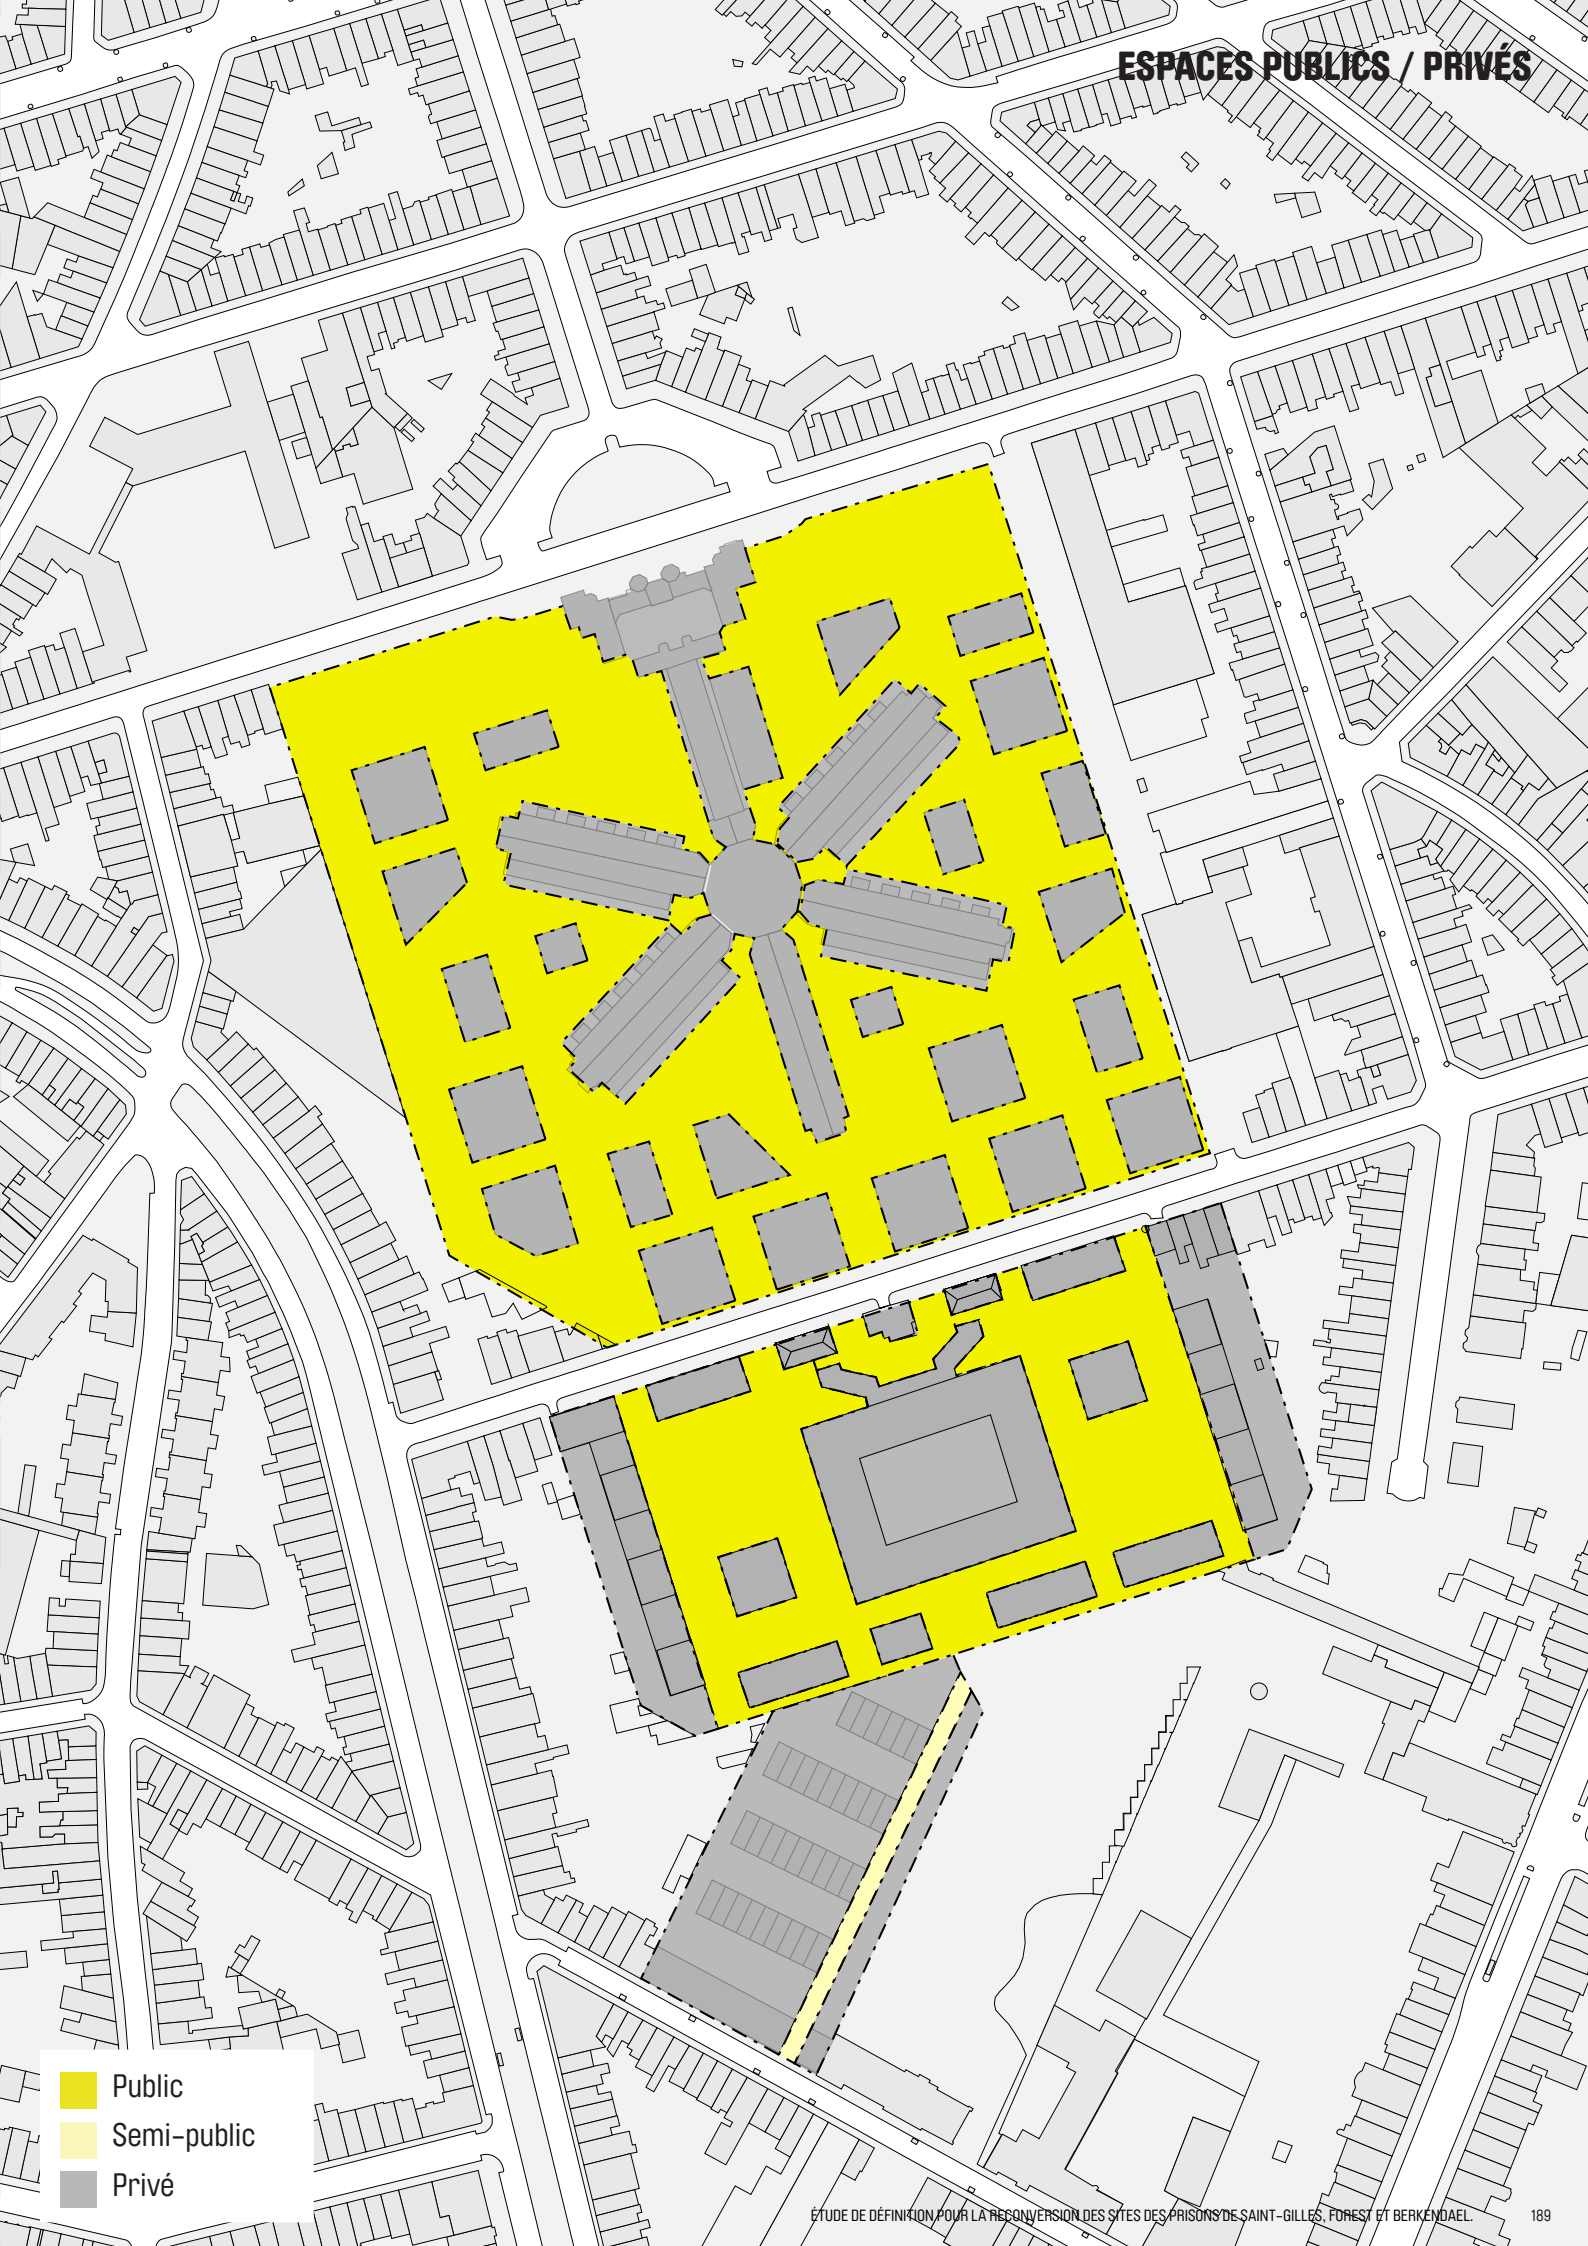 ESPACES PUBLICS / PRIVÉS
Public
Semi-public
Privé
ÉTUDE DE DÉFINITION POUR LA RECONVERSION DES SITES DES PRISONS DE SAINT-GILLES, FOREST ET BERKENDAEL. 189